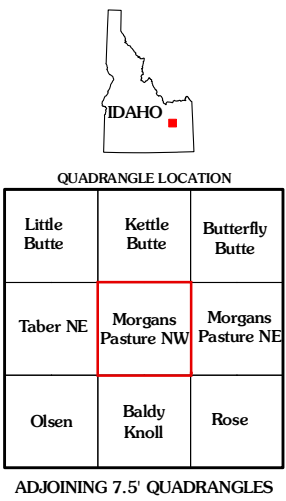 IDAHO
QUADRANGLE LOCATION
Little
Butte
Kettle
Butte
Butterfly
Butte
Taber NE
Morgans
Pasture NW
Morgans
Pasture NE
Olsen
Baldy
Knoll
Rose
ADJOINING 7.5' QUADRANGLES